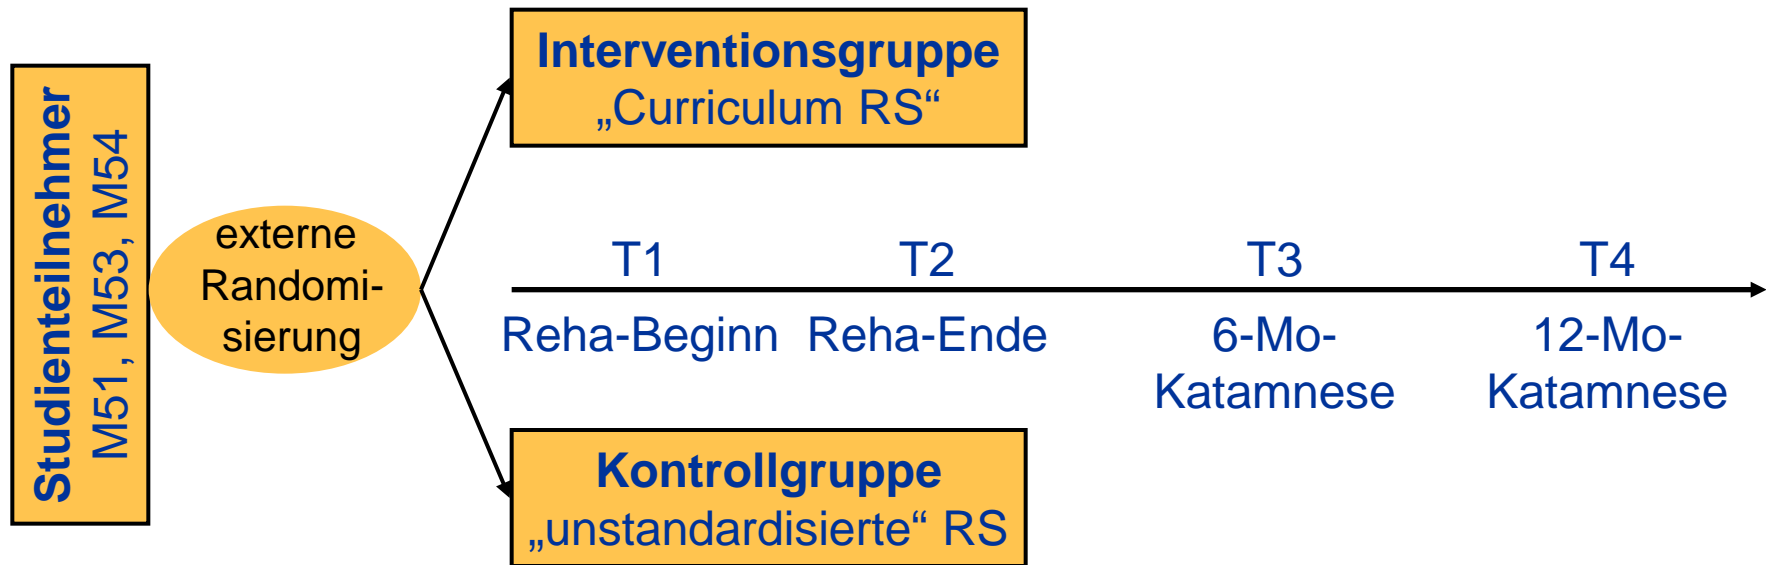 Studienteilnehmer
M51, M53, M54
externe
Randomi-
sierung
Interventionsgruppe
„Curriculum RS“
T1
T2
T3
T4
Reha-Beginn
Reha-Ende
6-Mo-
Katamnese
12-Mo-
Katamnese
Kontrollgruppe
„unstandardisierte“ RS